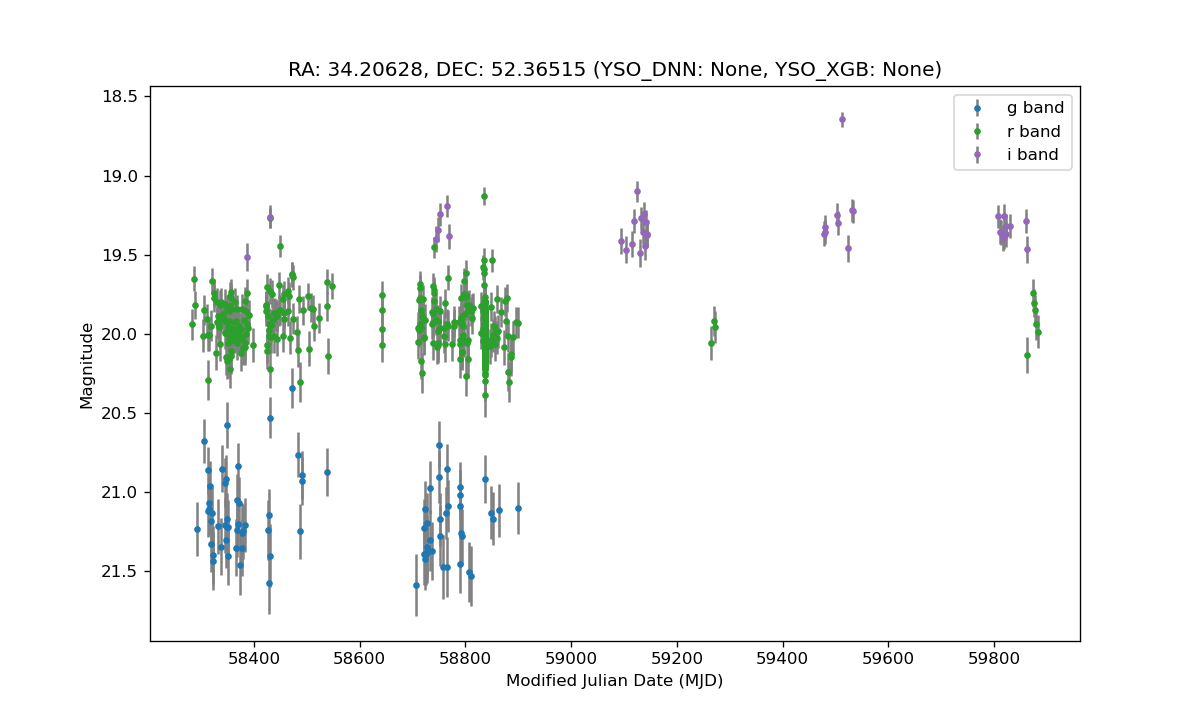 RA: 34.20628, DEC: 52.36515 (YSO_DNN: None, YSO_XGB: None)
g band
r band
i band
18.5
19.0
19.5
20.0
20.5
21.0
21.5
Magnitude
58400
58600
58800
59000
59200
59400
59600
59800
Modified Julian Date (MJD)